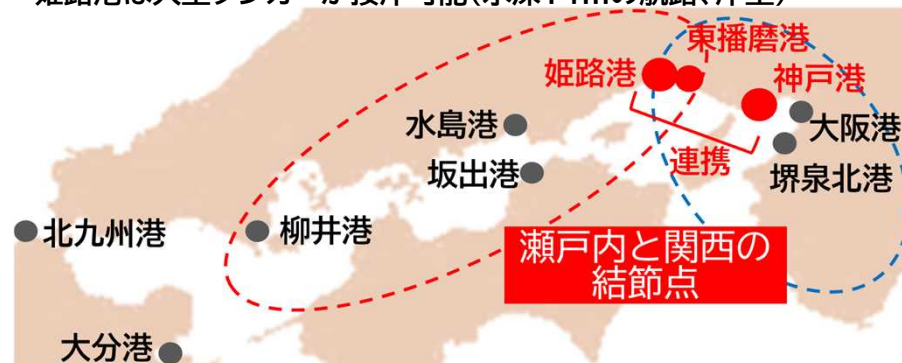 東播磨港
姫路港
神戸港
水島港
大阪港
連携
坂出港
堺泉北港
北九州港
柳井港
瀬戸内と関西の
結節点
大分港